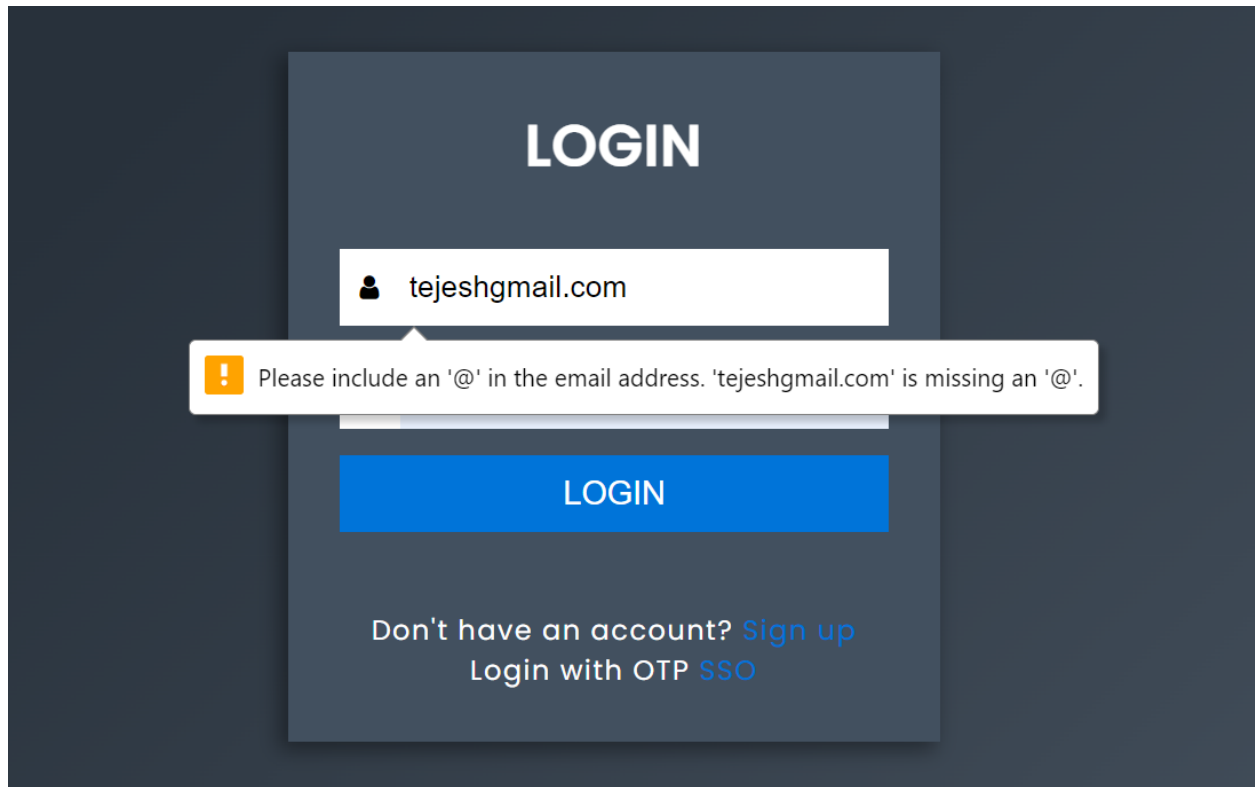 LOGIN
tejeshgmail.com
Please include an '@' in the email address. 'tejeshgmail.com' is missing an '@'.
LOGIN
Don't have an account? Sign up
Login with OTP SSO